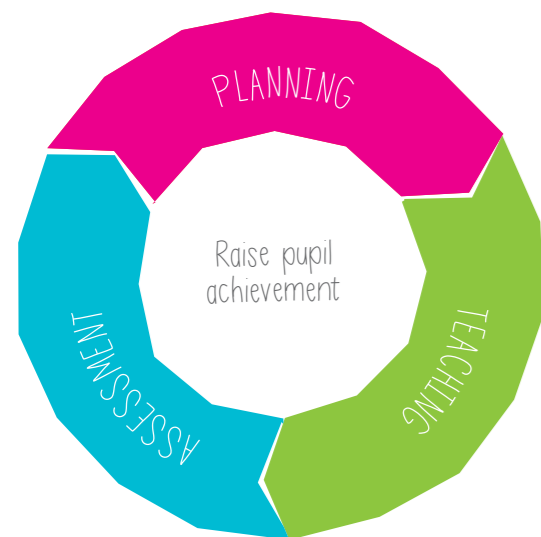 PLANNING
Raise pupil
achievement
TEACHING
ASSESSMENT